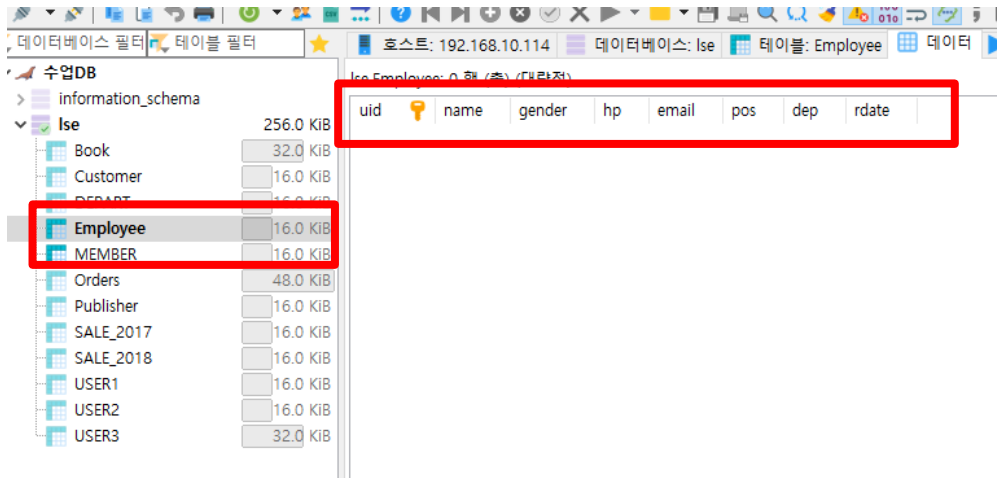 데이터베이스 필터 테이블 필터
호스트: 192.168.10.114 데이터베이스: lse 테이블: Employee 데이터
수업DB
lse.Employee: 0 행 (총) (대략적)
information_schema
uid name gender hp email pos dep rdate
lse 256.0 KiB
Book 32.0 KiB
Customer 16.0 KiB
DEPART 16.0 KiB
Employee 16.0 KiB
MEMBER 16.0 KiB
Orders 48.0 KiB
Publisher 16.0 KiB
SALE_2017 16.0 KiB
SALE_2018 16.0 KiB
USER1 16.0 KiB
USER2 16.0 KiB
USER3 32.0 KiB